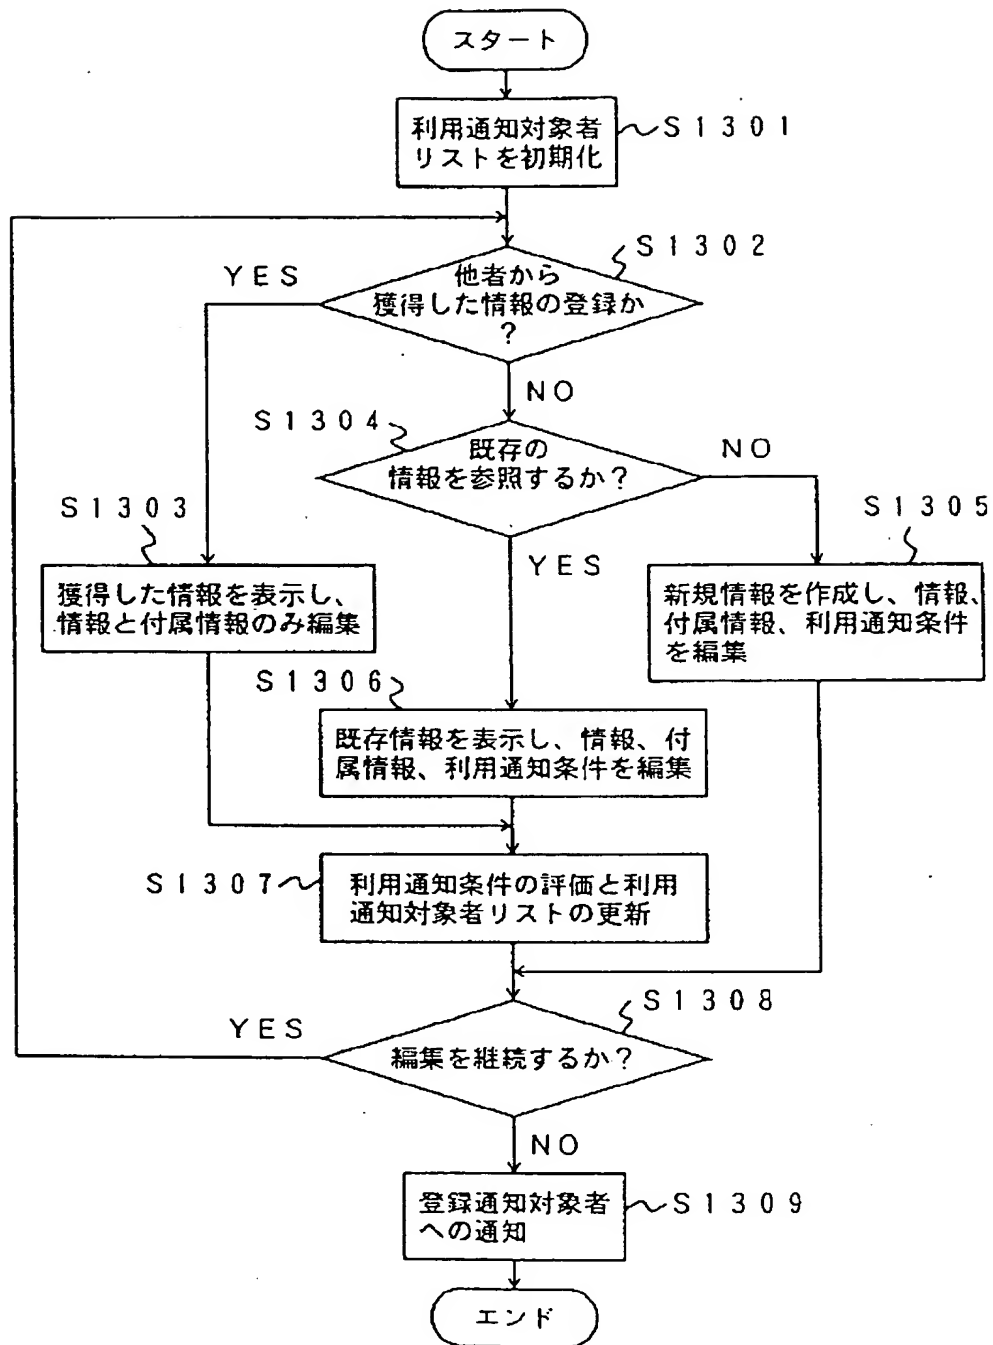 スタート
利用通知対象者
リストを初期化
S1301
S1302
他者から
獲得した情報の登録か
?
YES
NO
S1304
既存の
情報を参照するか?
NO
YES
S1303
獲得した情報を表示し、
情報と付属情報のみ編集
S1305
新規情報を作成し、情報、
付属情報、利用通知条件
を編集
S1306
既存情報を表示し、情報、付
属情報、利用通知条件を編集
S1307
利用通知条件の評価と利用
通知対象者リストの更新
S1308
編集を継続するか?
YES
NO
登録通知対象者
への通知
S1309
エンド